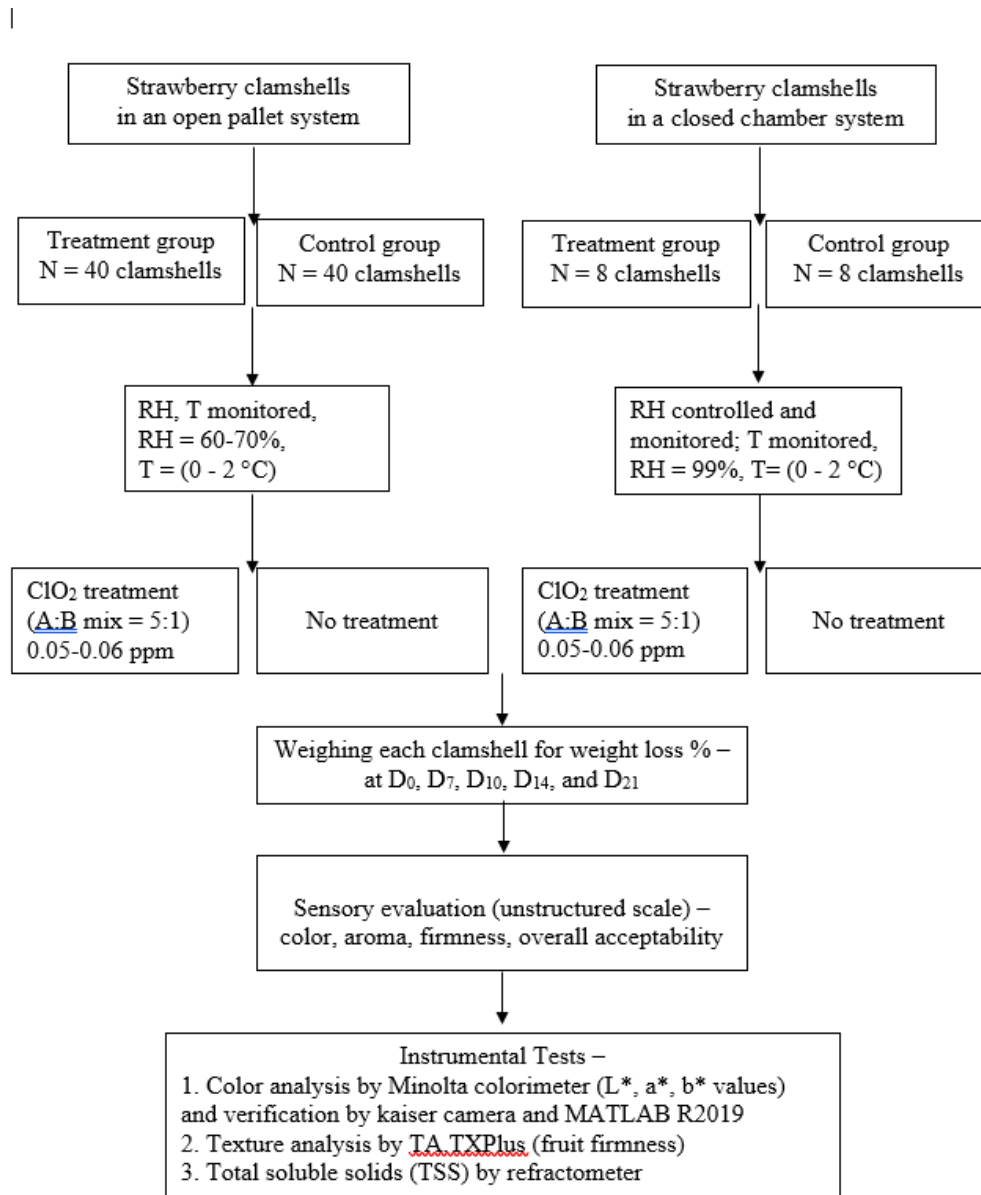 Strawberry clamshells
in an open pallet system
Strawberry clamshells
in a closed chamber system
Treatment group
N = 40 clamshells
Control group
N = 40 clamshells
Treatment group
N = 8 clamshells
Control group
N = 8 clamshells
RH, T monitored,
RH = 60-70%,
T = (0 - 2 °C)
RH controlled and
monitored; T monitored,
RH = 99%, T= (0 - 2 °C)
ClO₂ treatment
(A:B mix = 5:1)
0.05-0.06 ppm
No treatment
ClO₂ treatment
(A:B mix = 5:1)
0.05-0.06 ppm
No treatment
Weighing each clamshell for weight loss % –
at D₀, D₇, D₁₀, D₁₄, and D₂₁
Sensory evaluation (unstructured scale) –
color, aroma, firmness, overall acceptability
Instrumental Tests –
1. Color analysis by Minolta colorimeter (L*, a*, b* values)
and verification by kaiser camera and MATLAB R2019
2. Texture analysis by TA.TXPlus (fruit firmness)
3. Total soluble solids (TSS) by refractometer